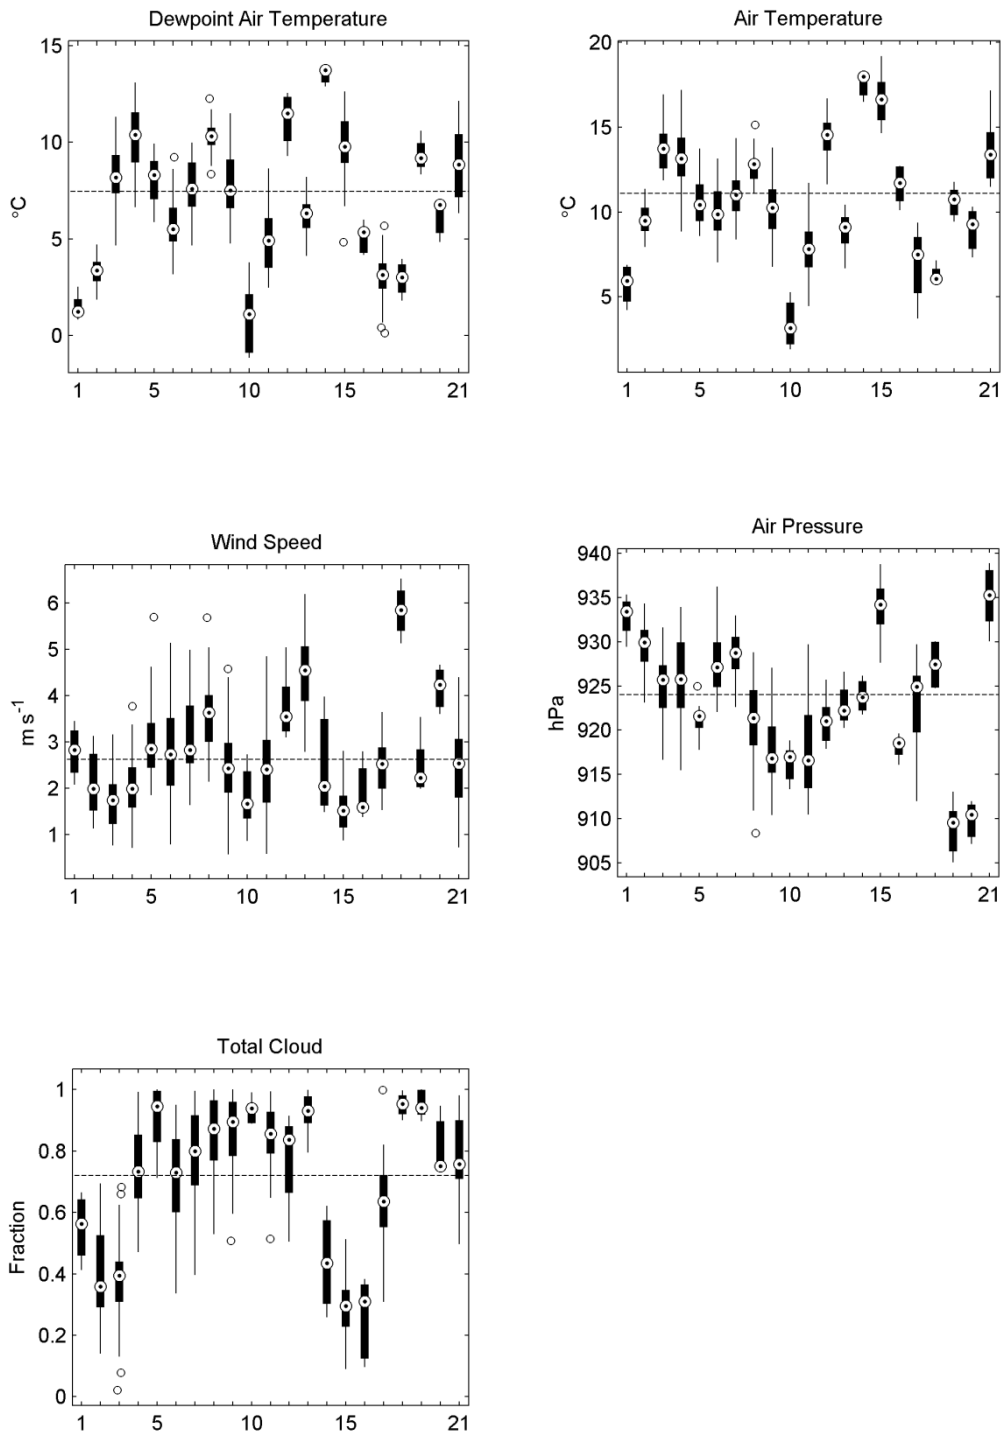 Dewpoint Air Temperature
15
10
5
0
°C
1 5 10 15 21
Air Temperature
20
15
10
5
°C
1 5 10 15 21
Wind Speed
6
5
4
3
2
1
m s⁻¹
1 5 10 15 21
Air Pressure
940
935
930
925
920
915
910
905
hPa
1 5 10 15 21
Total Cloud
1
0.8
0.6
0.4
0.2
0
Fraction
1 5 10 15 21